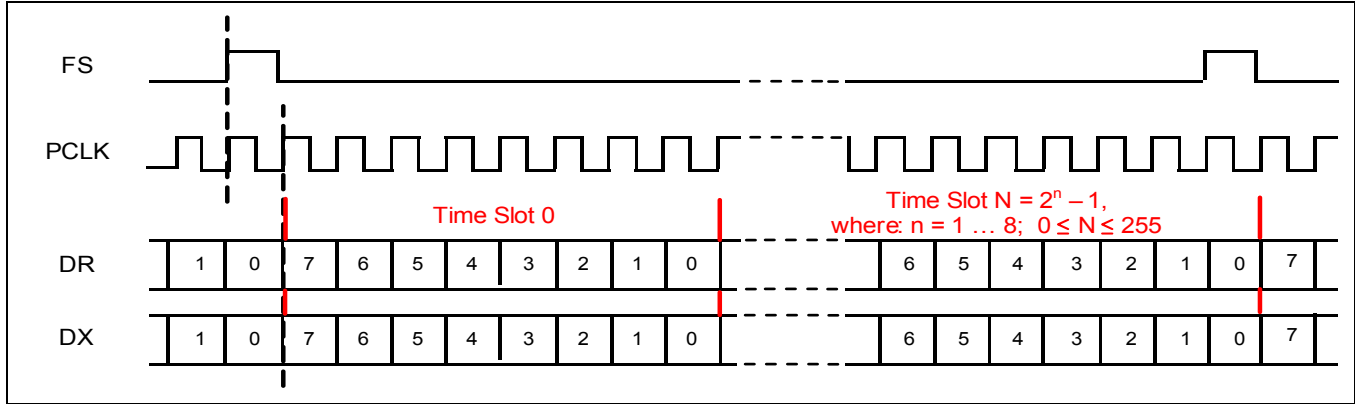 FS
PCLK
Time Slot 0
Time Slot N = 2ⁿ – 1,
where: n = 1 … 8; 0 ≤ N ≤ 255
DR 1 0 7 6 5 4 3 2 1 0 6 5 4 3 2 1 0 7
DX 1 0 7 6 5 4 3 2 1 0 6 5 4 3 2 1 0 7